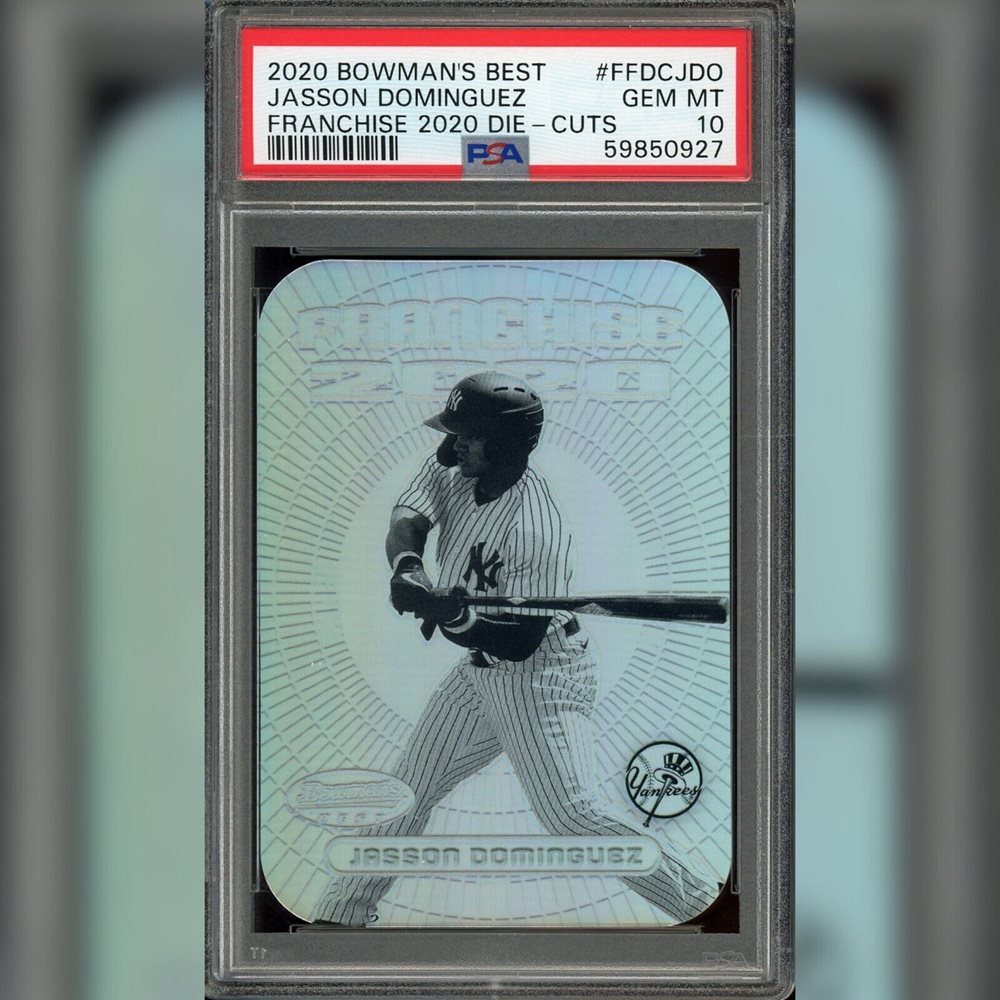 2020 BOWMAN'S BEST #FFDCJDO
JASSON DOMINGUEZ GEM MT
FRANCHISE 2020 DIE-CUTS 10
PSA 59850927
FRANCHISE
2020
NY
NY
Yankees
Bowman's
BEST
JASSON DOMINGUEZ
PSA